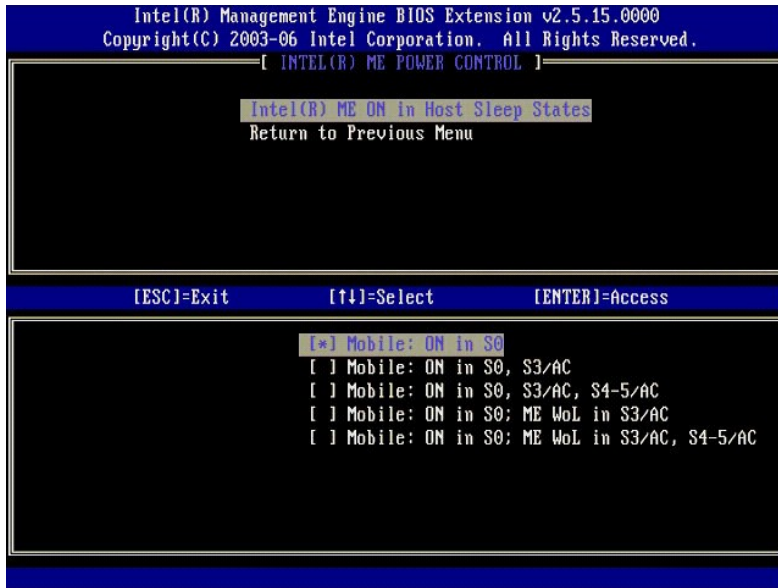 Intel(R) Management Engine BIOS Extension v2.5.15.0000
Copyright(C) 2003-06 Intel Corporation. All Rights Reserved.
[ INTEL(R) ME POWER CONTROL ]
Intel(R) ME ON in Host Sleep States
Return to Previous Menu
[ESC]=Exit [↑↓]=Select [ENTER]=Access
[*] Mobile: ON in S0
[ ] Mobile: ON in S0, S3/AC
[ ] Mobile: ON in S0, S3/AC, S4-5/AC
[ ] Mobile: ON in S0; ME WoL in S3/AC
[ ] Mobile: ON in S0; ME WoL in S3/AC, S4-5/AC